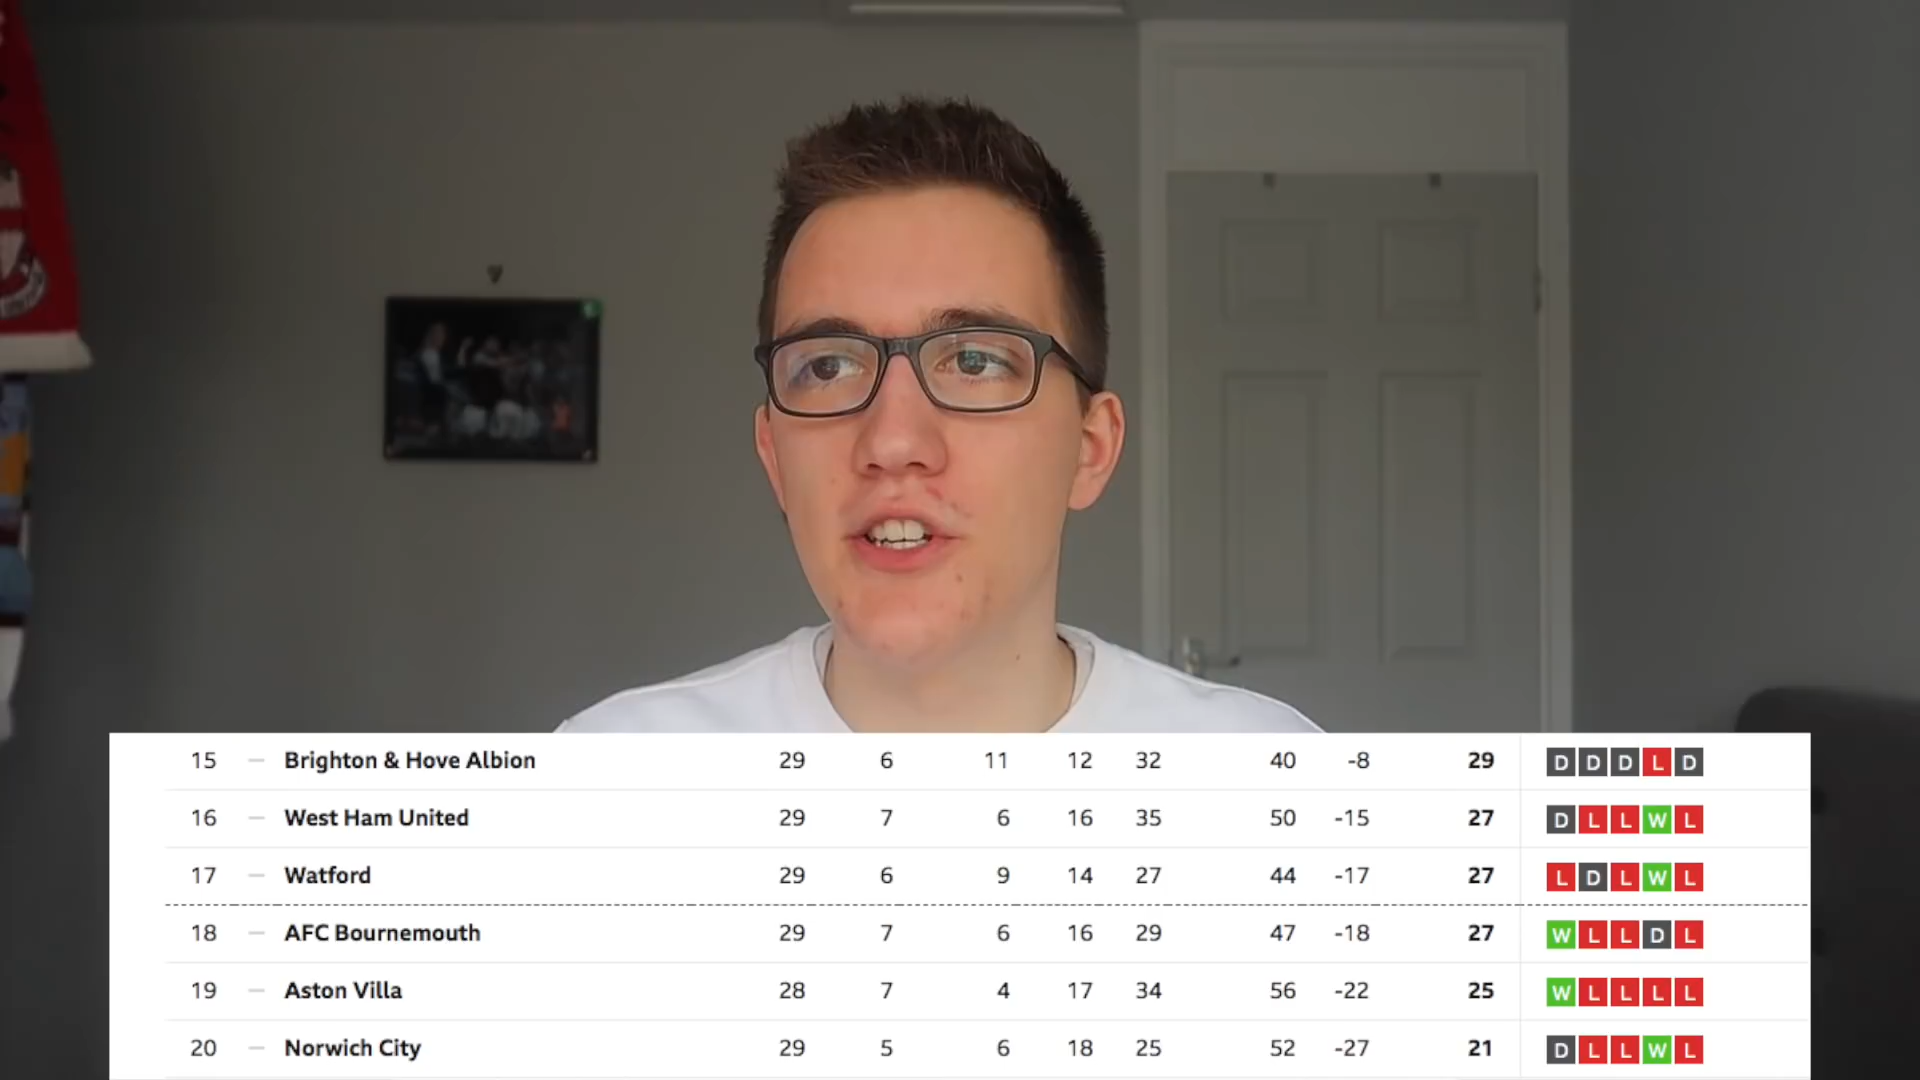 15 — Brighton & Hove Albion 29 6 11 12 32 40 -8 29 D D D L D
16 — West Ham United 29 7 6 16 35 50 -15 27 D L L W L
17 — Watford 29 6 9 14 27 44 -17 27 L D L W L
18 — AFC Bournemouth 29 7 6 16 29 47 -18 27 W L L D L
19 — Aston Villa 28 7 4 17 34 56 -22 25 W L L L L
20 — Norwich City 29 5 6 18 25 52 -27 21 D L L W L